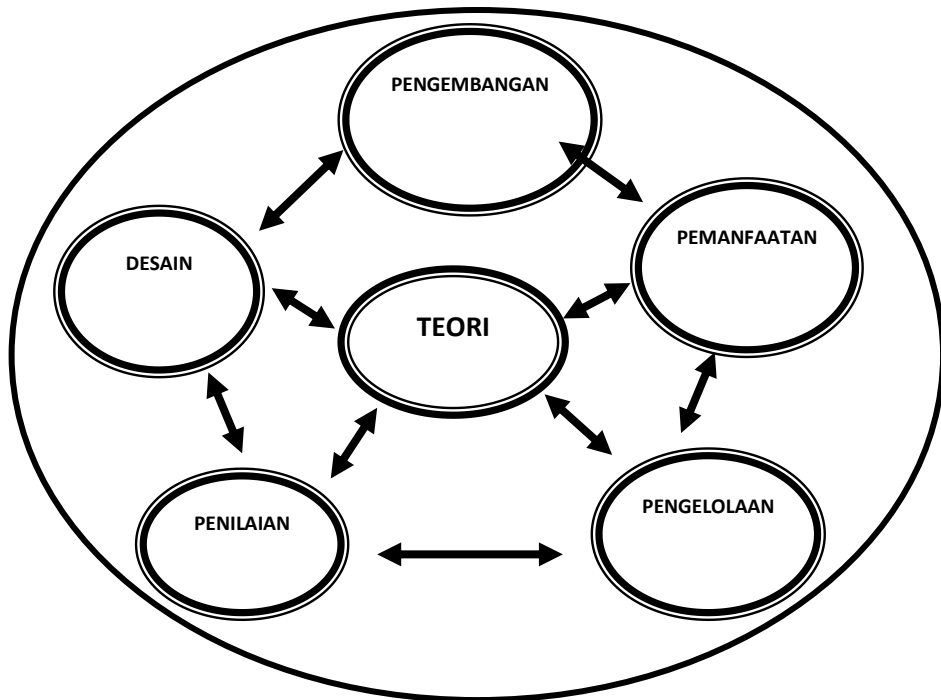 PENGEMBANGAN
PEMANFAATAN
DESAIN
TEORI
PENGELOLAAN
PENILAIAN